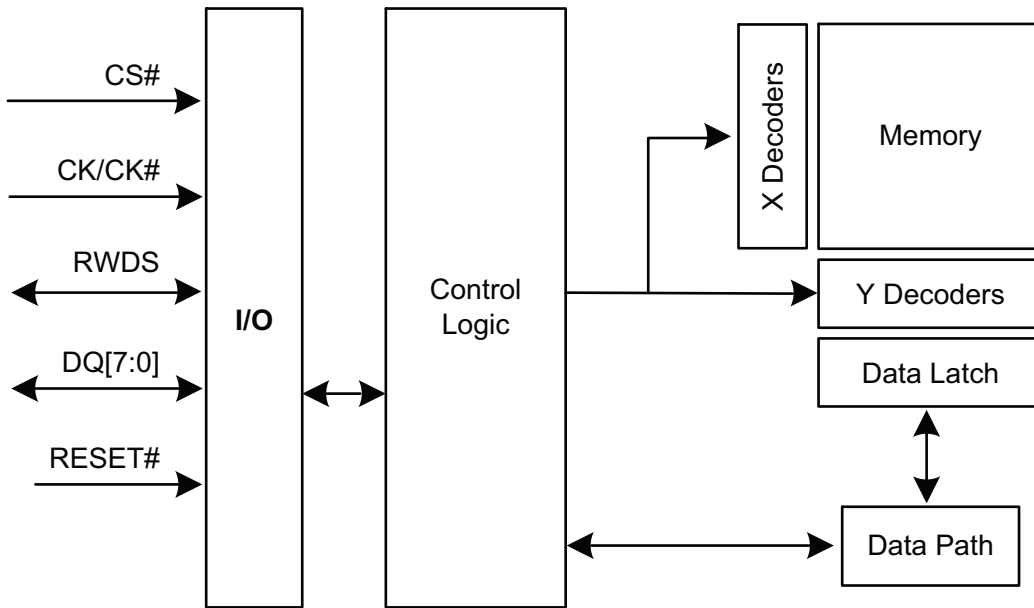 CS#
CK/CK#
RWDS
DQ[7:0]
RESET#
I/O
Control
Logic
X Decoders
Memory
Y Decoders
Data Latch
Data Path